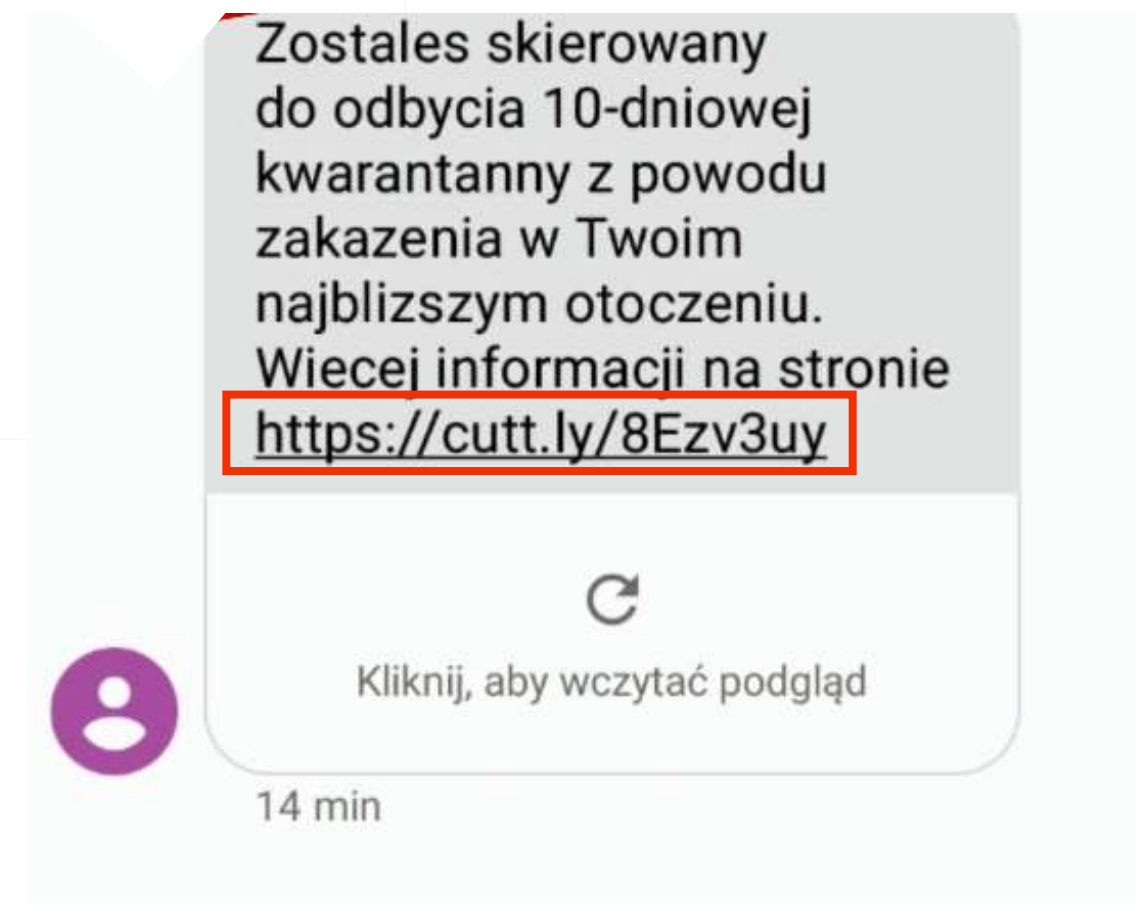 Zostales skierowany
do odbycia 10-dniowej
kwarantanny z powodu
zakazenia w Twoim
najblizszym otoczeniu.
Wiecej informacji na stronie
https://cutt.ly/8Ezv3uy
Kliknij, aby wczytać podgląd
14 min